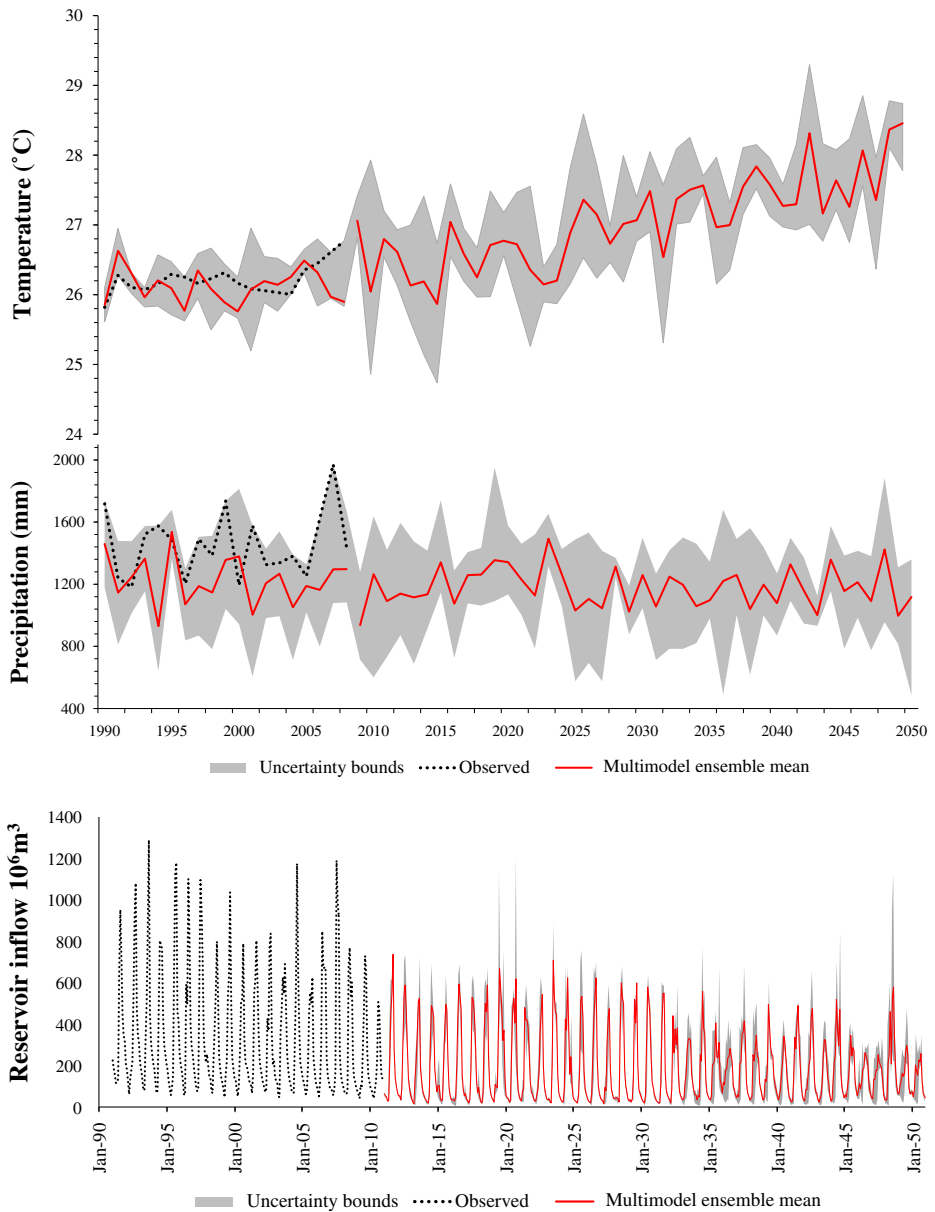 Temperature (˚C)
30
29
28
27
26
25
24
Precipitation (mm)
2000
1600
1200
800
400
1990 1995 2000 2005 2010 2015 2020 2025 2030 2035 2040 2045 2050
Uncertainty bounds Observed Multimodel ensemble mean
Reservoir inflow 10⁶m³
1400
1200
1000
800
600
400
200
0
Jan-90 Jan-95 Jan-00 Jan-05 Jan-10 Jan-15 Jan-20 Jan-25 Jan-30 Jan-35 Jan-40 Jan-45 Jan-50
Uncertainty bounds Observed Multimodel ensemble mean